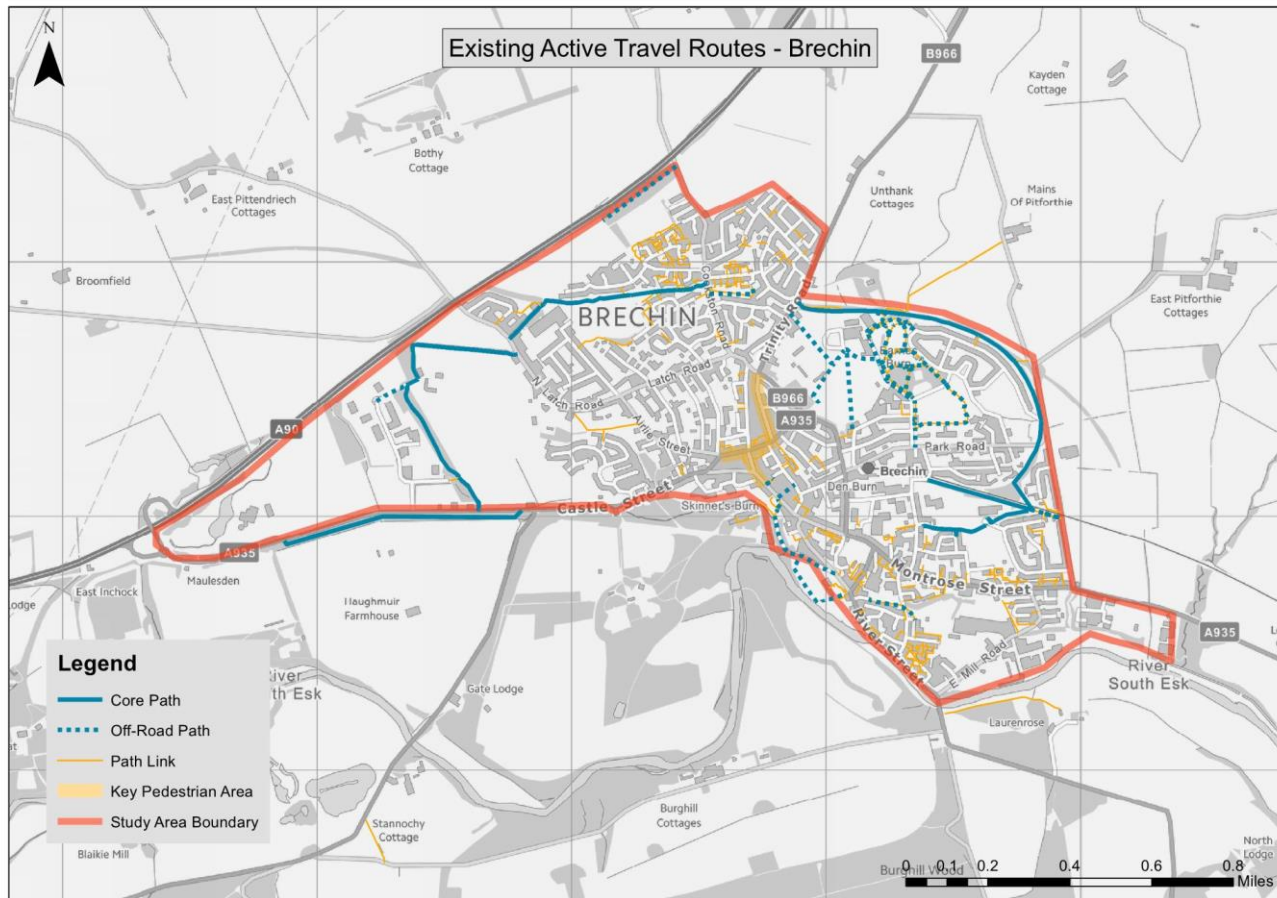 Existing Active Travel Routes - Brechin
N
B966
Kayden
Cottage
Bothy
Cottage
East Pittendriech
Cottages
Unthank
Cottages
Mains
Of Pitforthie
Broomfield
East Pitforthie
Cottages
BRECHIN
Cookston Road
Trinity Road
Burn
Latch Road
N Latch Road
B966
A935
Airlie Street
Park Road
A90
Brechin
Den Burn
Castle Street
Skinner's Burn
A935
Maulesden
East Inchock
Lodge
Haughmuir
Farmhouse
Montrose Street
River Street
E Mill Road
A935
River
South Esk
Gate Lodge
Laurenrose
River
th Esk
Legend
Core Path
Off-Road Path
Path Link
Key Pedestrian Area
Study Area Boundary
Stannochy
Cottage
Burghill
Cottages
Blaikie Mill
North
Lodge
Burghill Wood
0 0.1 0.2 0.4 0.6 0.8
Miles